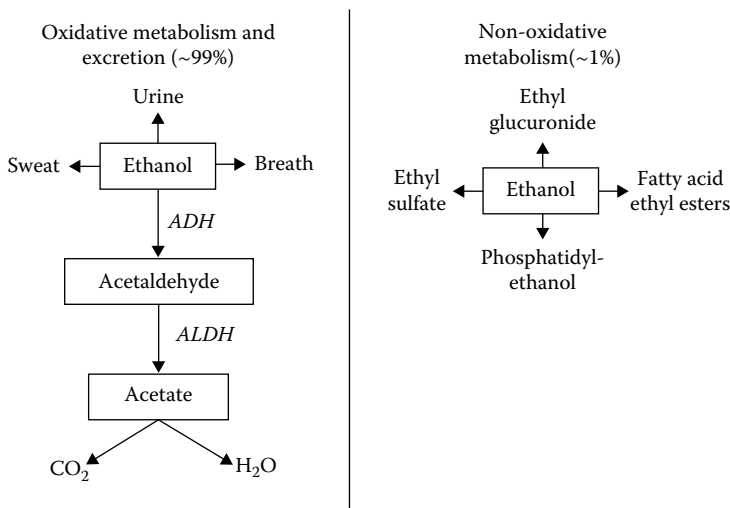 Oxidative metabolism and
excretion (~99%)
Urine
Sweat
Ethanol
Breath
ADH
Acetaldehyde
ALDH
Acetate
CO₂
H₂O
Non-oxidative
metabolism(~1%)
Ethyl
glucuronide
Ethyl
sulfate
Ethanol
Fatty acid
ethyl esters
Phosphatidyl-
ethanol